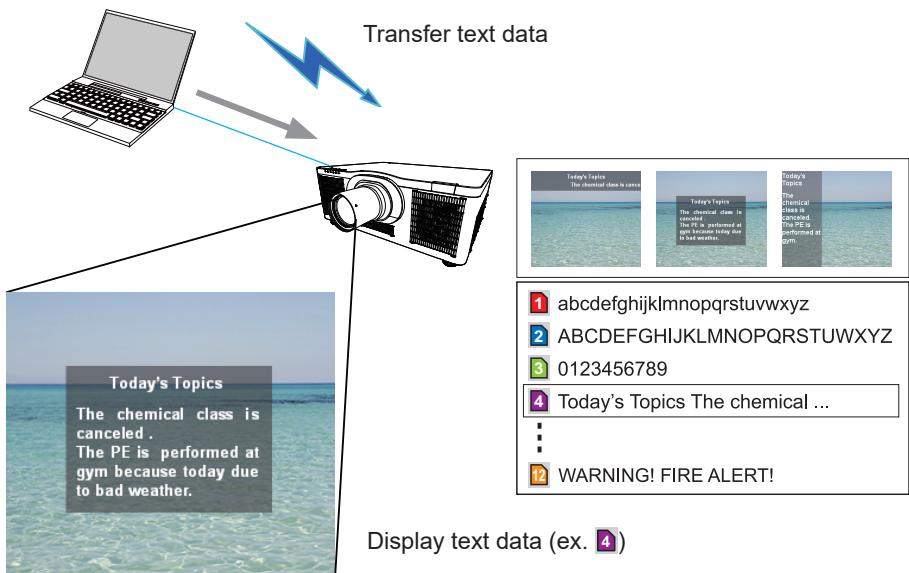 Transfer text data
Today's Topics
The chemical class is cance
Today's Topics
The chemical class is
canceled .
The PE is performed at
gym because today due
to bad weather.
Today's
Topics
The
chemical
class is
canceled.
The PE is
performed at
gym.
1 abcdefghijklmnopqrstuvwxyz
2 ABCDEFGHIJKLMNOPQRSTUWXYZ
3 0123456789
4 Today's Topics The chemical ...
12 WARNING! FIRE ALERT!
Today's Topics
The chemical class is
canceled .
The PE is performed at
gym because today due
to bad weather.
Display text data (ex. 4)